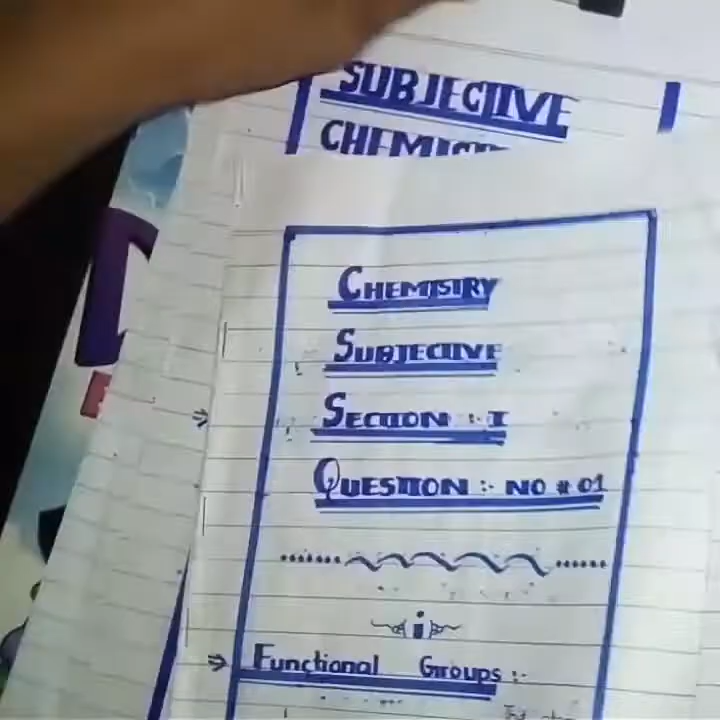 SUBJECTIVE
CHEMISTRY
SUBJECTIVE
SECTION :- I
QUESTION :- NO # 01
i
⇒ Functional Groups :-